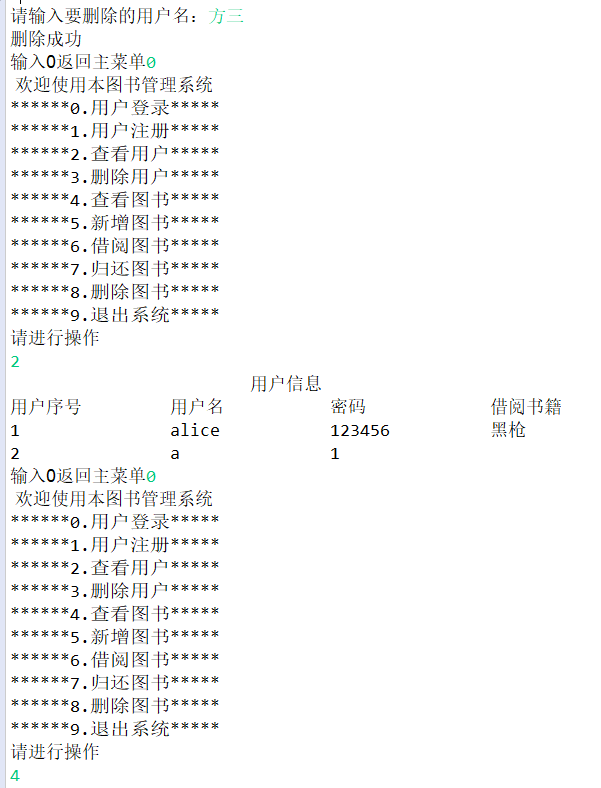 请输入要删除的用户名：方三
删除成功
输入0返回主菜单0
欢迎使用本图书管理系统
******0.用户登录*****
******1.用户注册*****
******2.查看用户*****
******3.删除用户*****
******4.查看图书*****
******5.新增图书*****
******6.借阅图书*****
******7.归还图书*****
******8.删除图书*****
******9.退出系统*****
请进行操作
2
用户信息
用户序号 用户名 密码 借阅书籍
1 alice 123456 黑枪
2 a 1
输入0返回主菜单0
欢迎使用本图书管理系统
******0.用户登录*****
******1.用户注册*****
******2.查看用户*****
******3.删除用户*****
******4.查看图书*****
******5.新增图书*****
******6.借阅图书*****
******7.归还图书*****
******8.删除图书*****
******9.退出系统*****
请进行操作
4